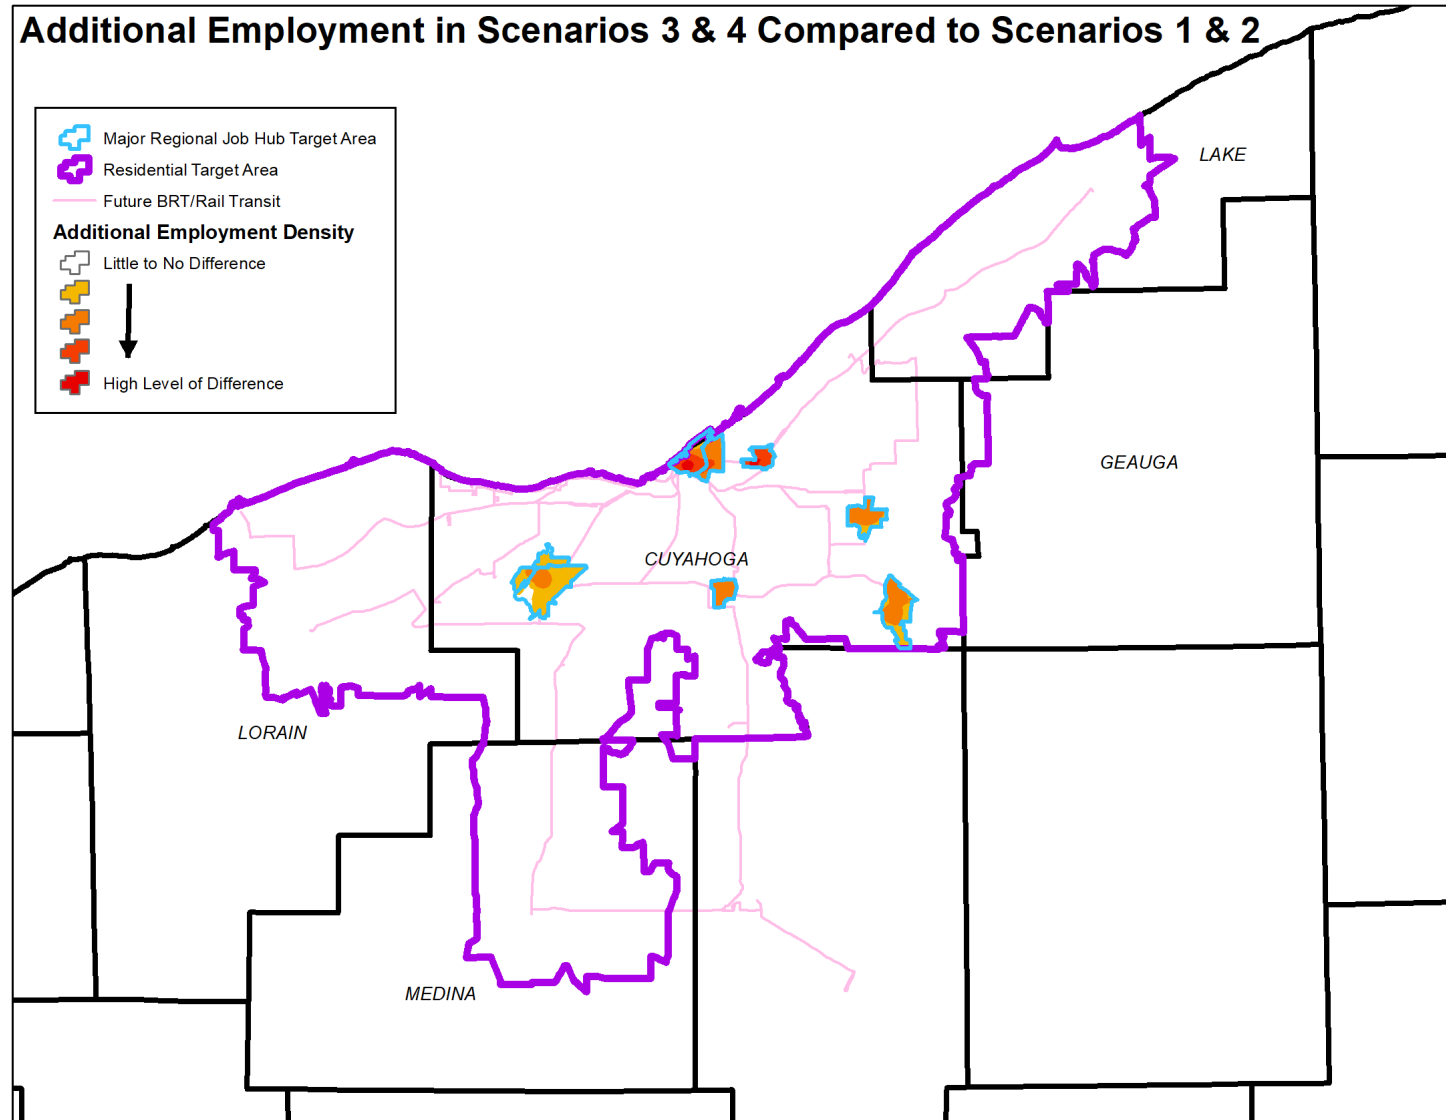 Additional Employment in Scenarios 3 & 4 Compared to Scenarios 1 & 2
Major Regional Job Hub Target Area
Residential Target Area
Future BRT/Rail Transit
Additional Employment Density
Little to No Difference
High Level of Difference
LAKE
GEAUGA
CUYAHOGA
LORAIN
MEDINA